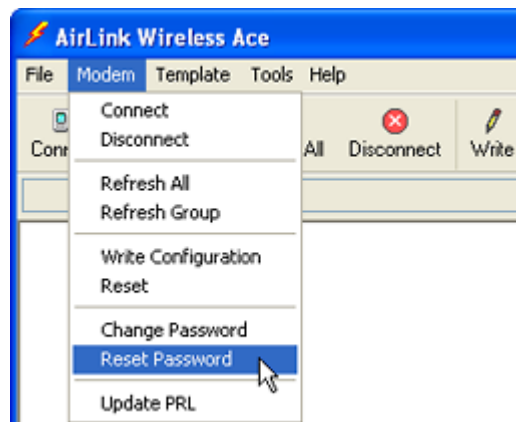 AirLink Wireless Ace
File Modem Template Tools Help
All Disconnect Write
Connect
Disconnect
Refresh All
Refresh Group
Write Configuration
Reset
Change Password
Reset Password
Update PRL